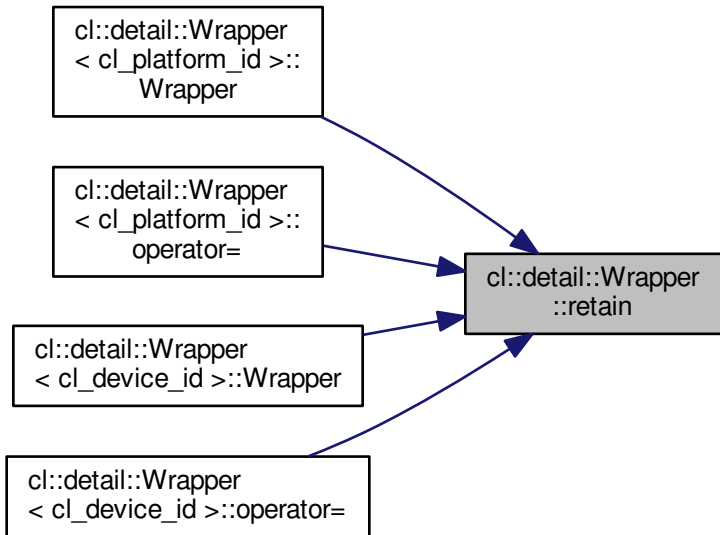 cl::detail::Wrapper
< cl_platform_id >::
Wrapper
cl::detail::Wrapper
< cl_platform_id >::
operator=
cl::detail::Wrapper
::retain
cl::detail::Wrapper
< cl_device_id >::Wrapper
cl::detail::Wrapper
< cl_device_id >::operator=